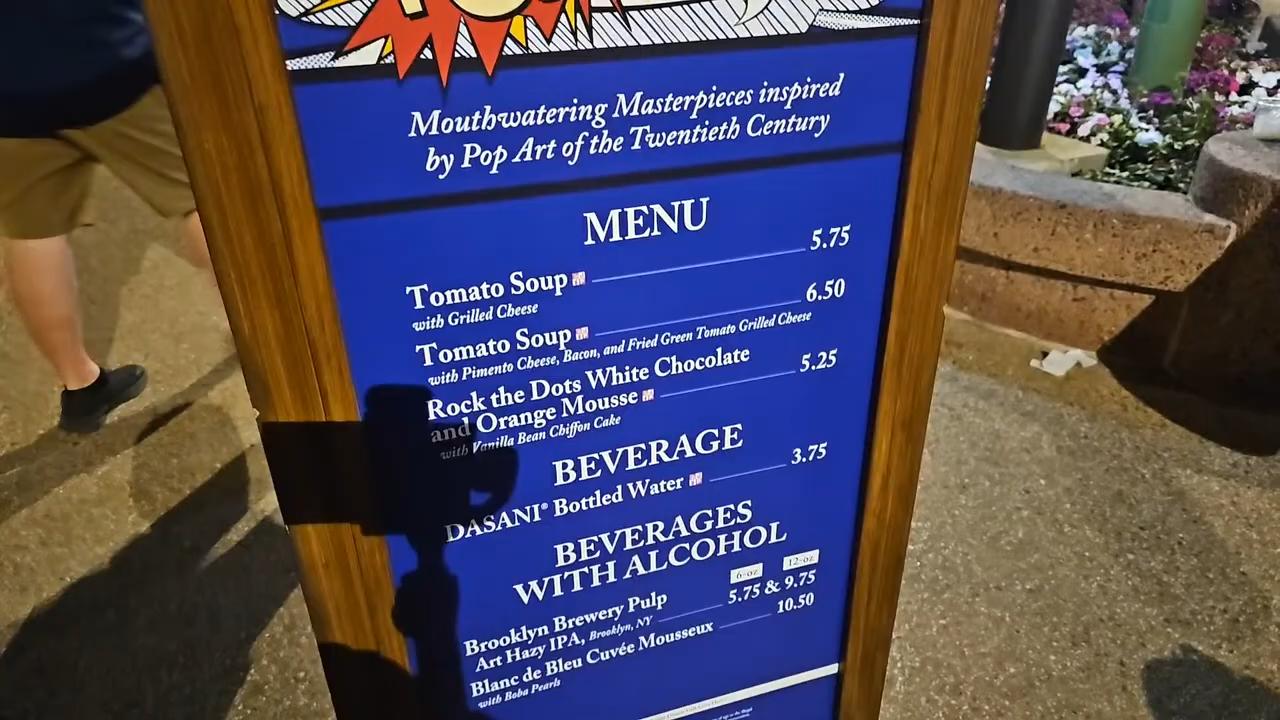 Mouthwatering Masterpieces inspired
by Pop Art of the Twentieth Century
MENU
Tomato Soup 5.75
with Grilled Cheese
Tomato Soup 6.50
with Pimento Cheese, Bacon, and Fried Green Tomato Grilled Cheese
Rock the Dots White Chocolate
and Orange Mousse 5.25
with Vanilla Bean Chiffon Cake
BEVERAGE
DASANI® Bottled Water 3.75
BEVERAGES
WITH ALCOHOL
6-oz 12-oz
Brooklyn Brewery Pulp 5.75 & 9.75
Art Hazy IPA, Brooklyn, NY
Blanc de Bleu Cuvée Mousseux 10.50
with Boba Pearls